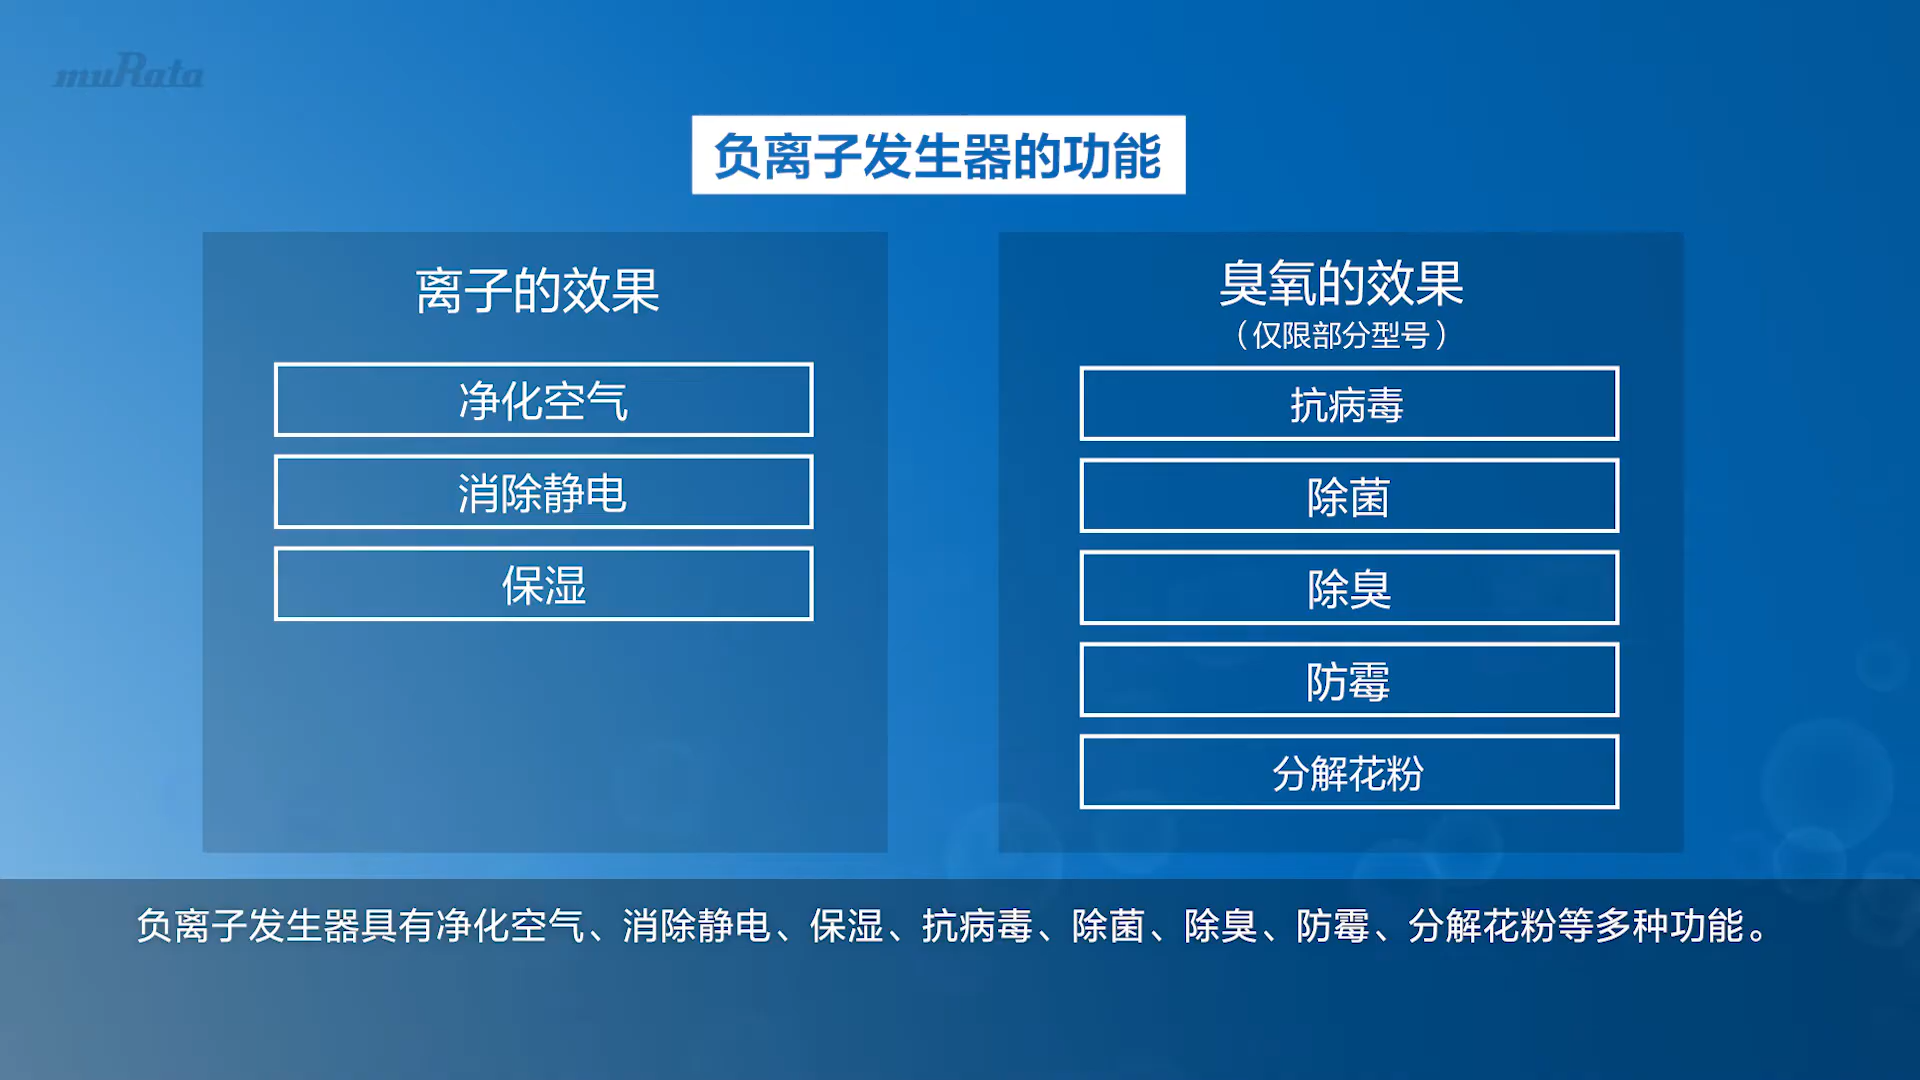 muRata
负离子发生器的功能
离子的效果
净化空气
消除静电
保湿
臭氧的效果
（仅限部分型号）
抗病毒
除菌
除臭
防霉
分解花粉
负离子发生器具有净化空气、消除静电、保湿、抗病毒、除菌、除臭、防霉、分解花粉等多种功能。